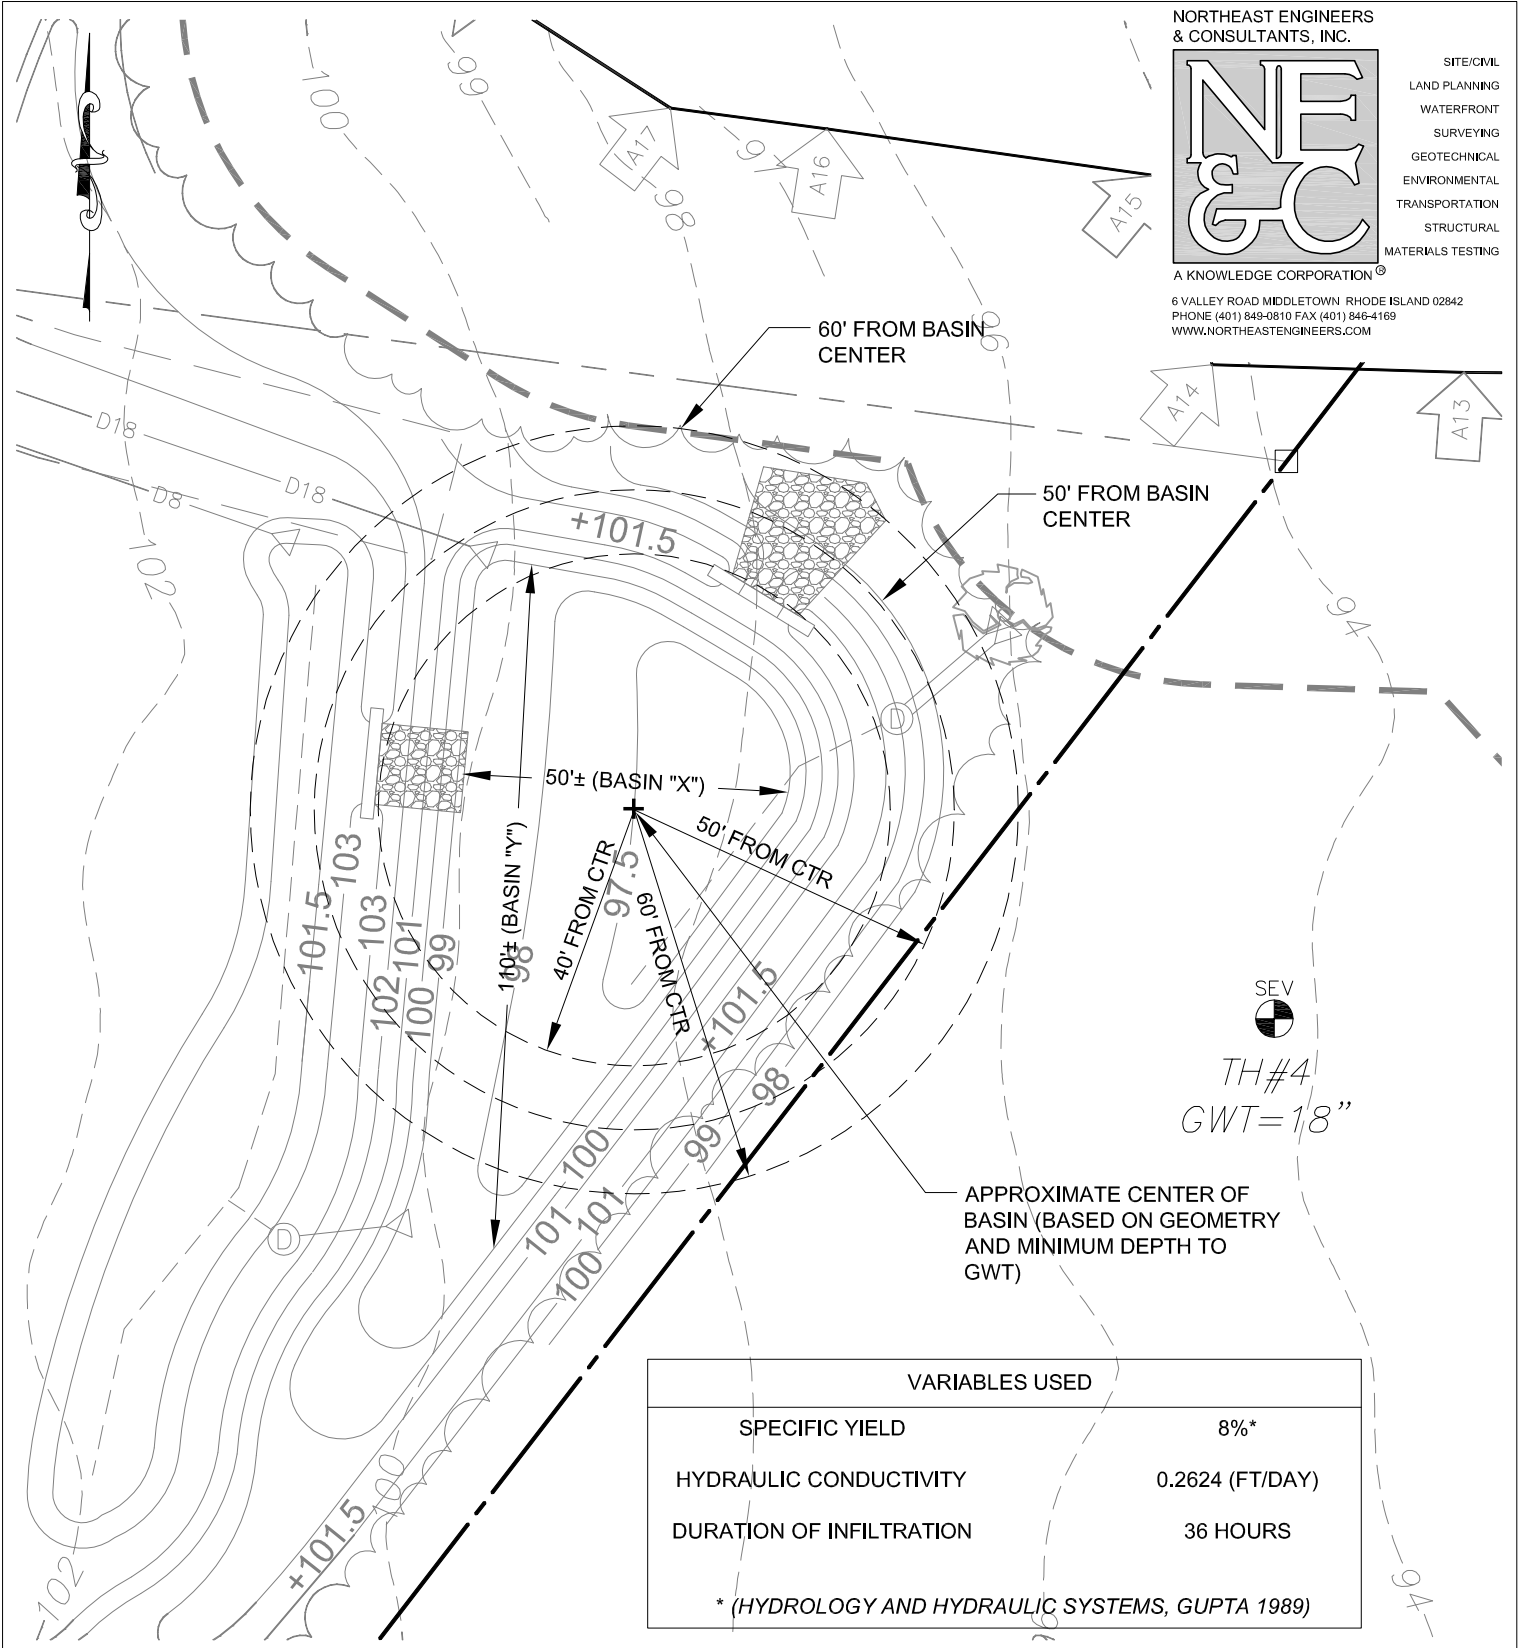 NORTHEAST ENGINEERS
& CONSULTANTS, INC.
NE
&C
SITE/CIVIL
LAND PLANNING
WATERFRONT
SURVEYING
GEOTECHNICAL
ENVIRONMENTAL
TRANSPORTATION
STRUCTURAL
MATERIALS TESTING
A KNOWLEDGE CORPORATION ®
6 VALLEY ROAD MIDDLETOWN RHODE ISLAND 02842
PHONE (401) 849-0810 FAX (401) 846-4169
WWW.NORTHEASTENGINEERS.COM
100
99
98
97
96
A17
A16
A15
A14
A13
60' FROM BASIN
CENTER
50' FROM BASIN
CENTER
D18
D18
D8
102
+101.5
94
D
50'± (BASIN "X")
110'± (BASIN "Y")
40' FROM CTR
50' FROM CTR
60' FROM CTR
97.5
98
103
101.5
103
102
101
100
99
+101.5
SEV
TH#4
GWT=18"
98
99
100
101
101
100
D
APPROXIMATE CENTER OF
BASIN (BASED ON GEOMETRY
AND MINIMUM DEPTH TO
GWT)
100
+101.5
102
VARIABLES USED
SPECIFIC YIELD 8%*
HYDRAULIC CONDUCTIVITY 0.2624 (FT/DAY)
DURATION OF INFILTRATION 36 HOURS
* (HYDROLOGY AND HYDRAULIC SYSTEMS, GUPTA 1989)
94
96